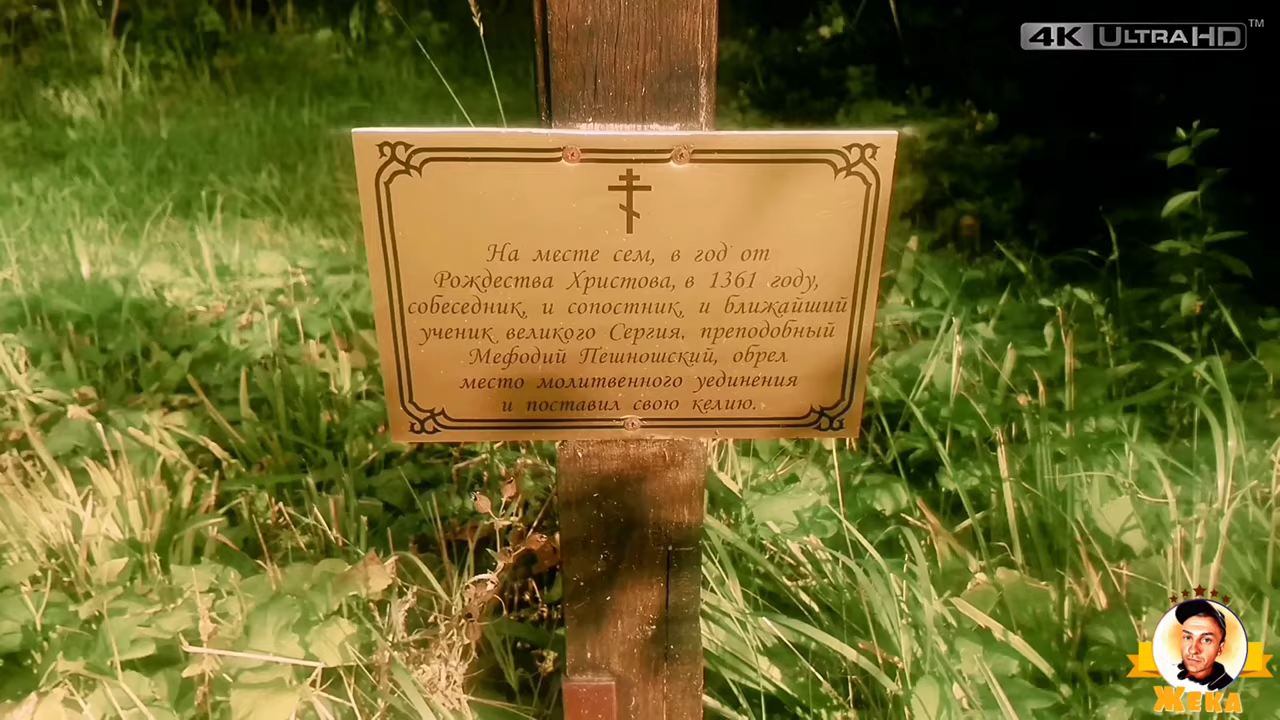 4K ULTRA HD™
На месте сем, в год от
Рождества Христова, в 1361 году,
собеседник, и сопостник, и ближайший
ученик великого Сергия, преподобный
Мефодий Пешношский, обрел
место молитвенного уединения
и поставил свою келию.
ЖЕКА